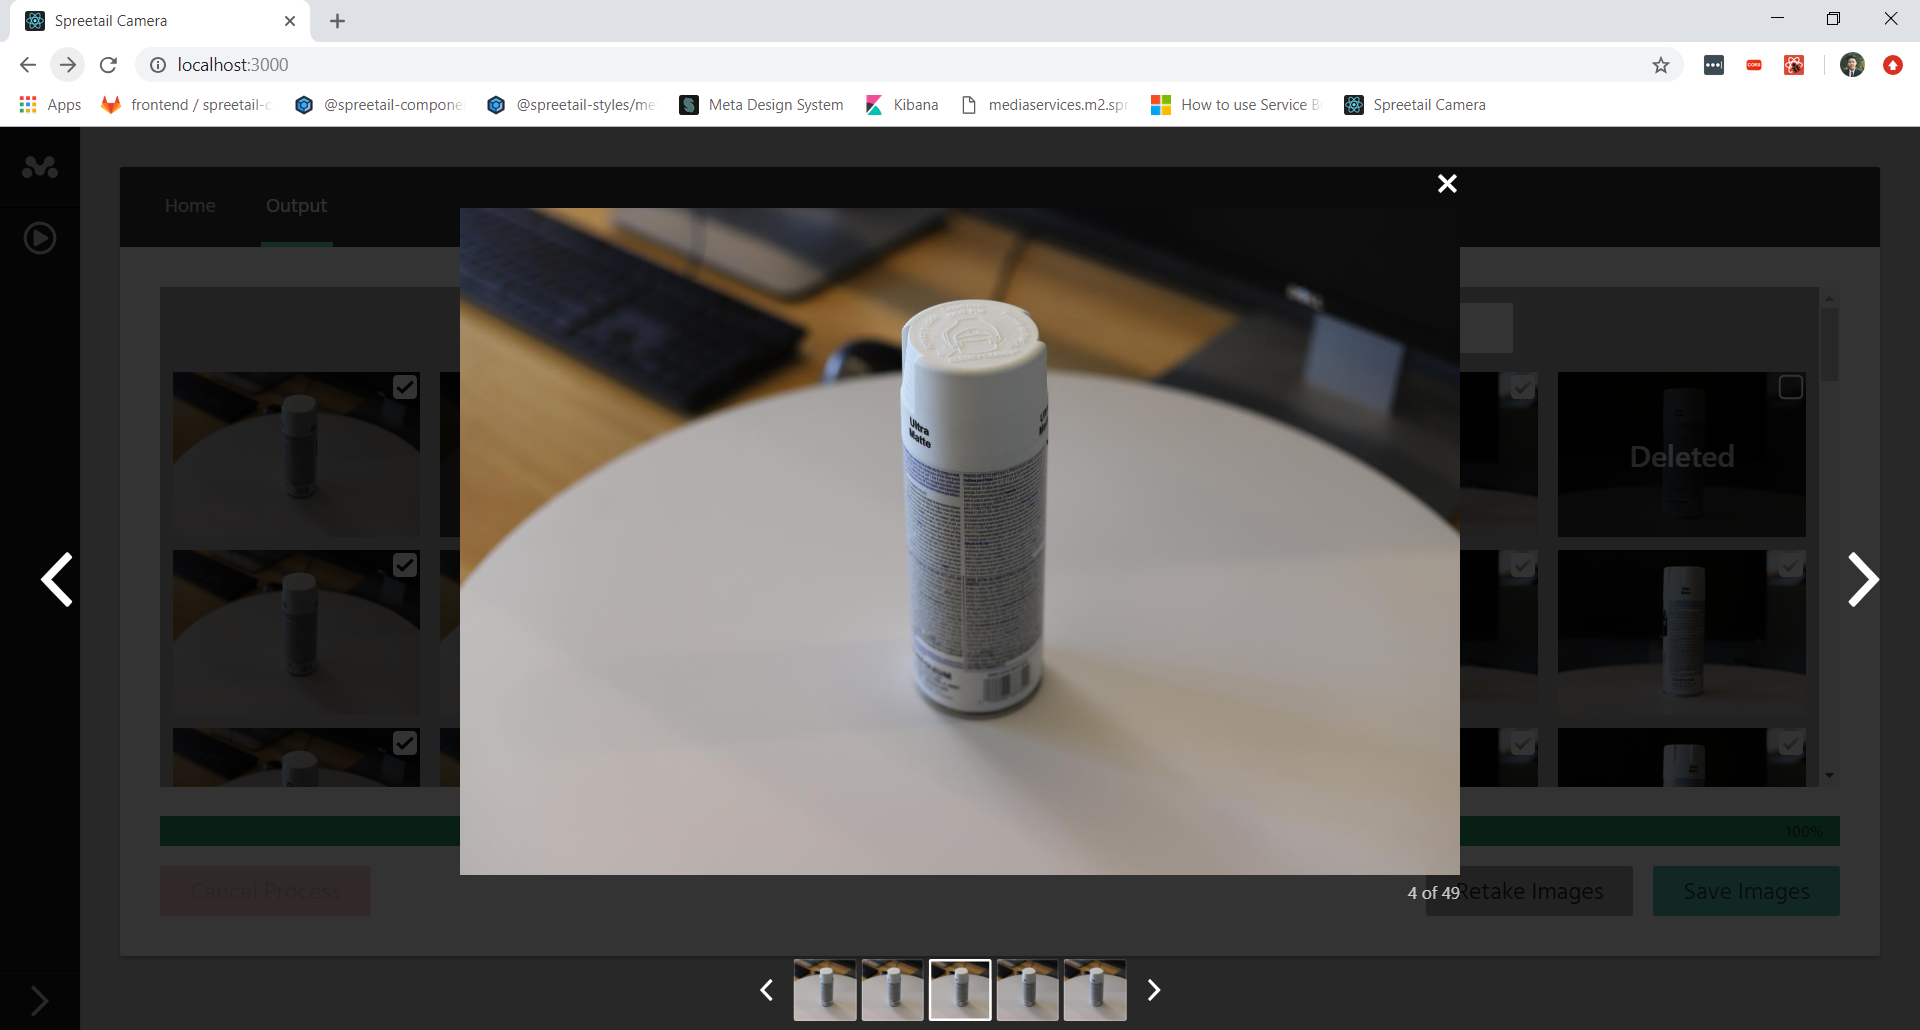 Spreetail Camera
localhost:3000
Apps
frontend / spreetail-c
@spreetail-compone
@spreetail-styles/me
Meta Design System
Kibana
mediaservices.m2.spr
How to use Service B
Spreetail Camera
Home
Output
Ultra
Matte
Deleted
100%
Cancel Process
4 of 49
Retake Images
Save Images